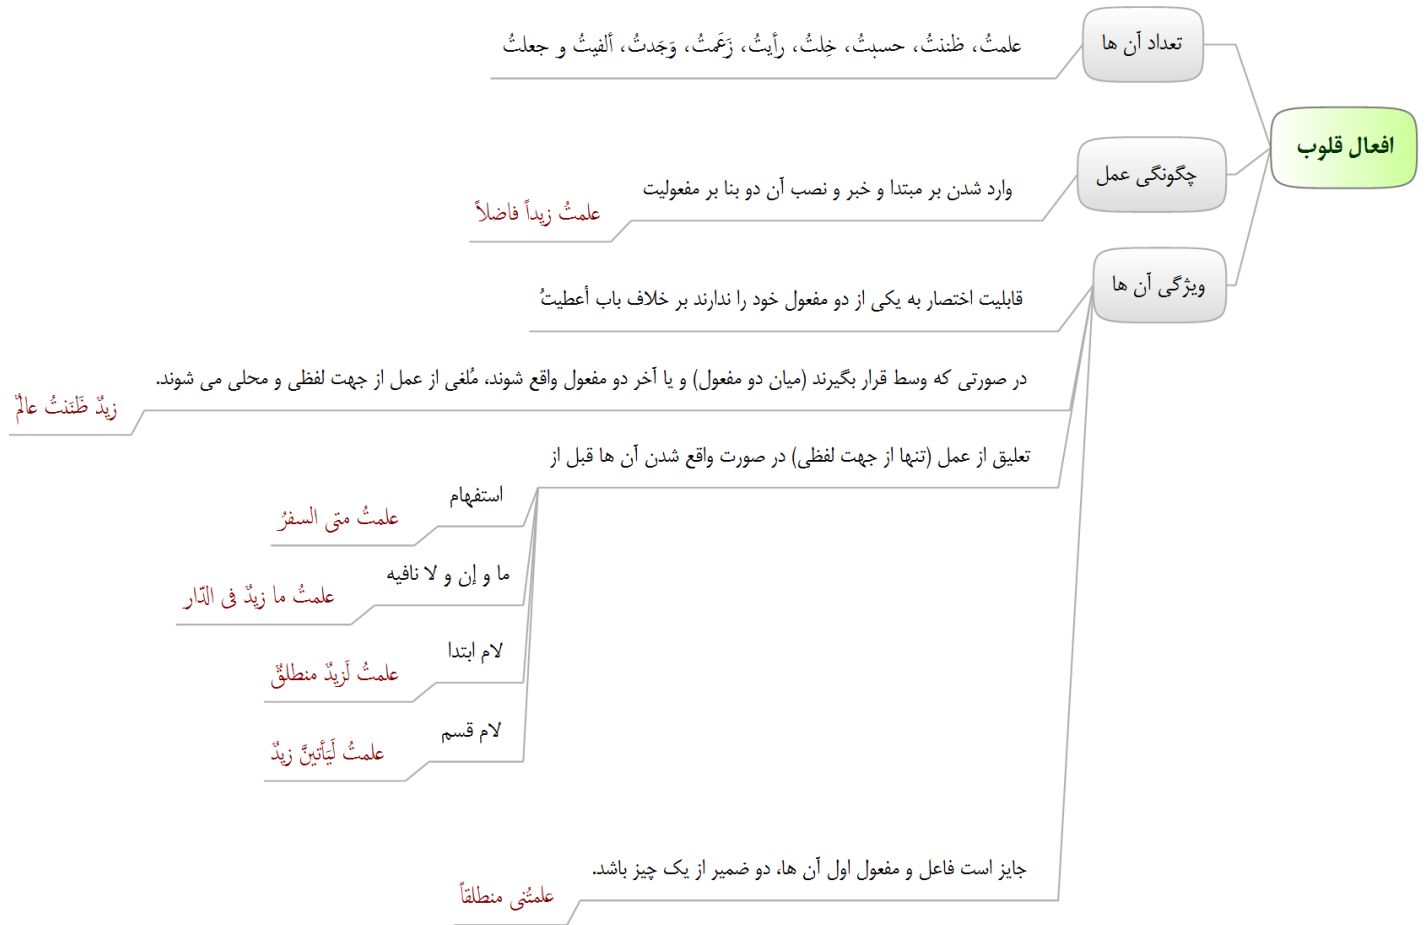 افعال قلوب
تعداد آن ها
علمتُ، ظننتُ، حسبتُ، خِلتُ، رأیتُ، زَعَمتُ، وَجَدتُ، ألفیتُ و جعلتُ
چگونگی عمل
وارد شدن بر مبتدا و خبر و نصب آن دو بنا بر مفعولیت
علمتُ زیداً فاضلاً
ویژگی آن ها
قابلیت اختصار به یکی از دو مفعول خود را ندارند بر خلاف باب أعطیتُ
در صورتی که وسط قرار بگیرند (میان دو مفعول) و یا آخر دو مفعول واقع شوند، مُلغی از عمل از جهت لفظی و محلی می شوند.
زیدٌ ظَنَنتُ عالمٌ
تعلیق از عمل (تنها از جهت لفظی) در صورت واقع شدن آن ها قبل از
استفهام
علمتُ متی السفرُ
ما و إن و لا نافیه
علمتُ ما زیدٌ فی الدّار
لام ابتدا
علمتُ لَزیدٌ منطلقٌ
لام قسم
علمتُ لَیَأتینَّ زیدٌ
جایز است فاعل و مفعول اول آن ها، دو ضمیر از یک چیز باشد.
علمتُنی منطلقاً